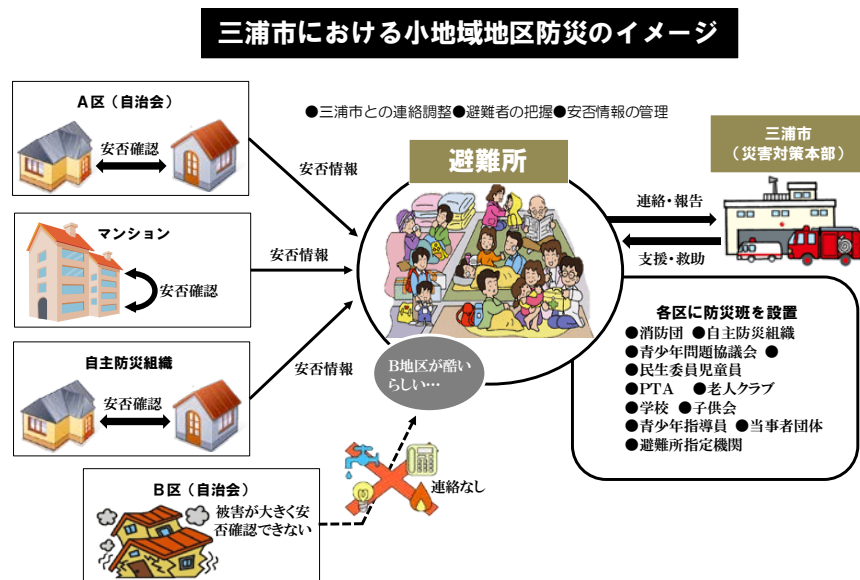 三浦市における小地域地区防災のイメージ
A区（自治会）
安否確認
●三浦市との連絡調整●避難者の把握●安否情報の管理
避難所
三浦市
（災害対策本部）
安否情報
連絡・報告
支援・救助
マンション
安否確認
安否情報
自主防災組織
安否確認
安否情報
B地区が酷い
らしい…
各区に防災班を設置
●消防団 ●自主防災組織
●青少年問題協議会 ●
●民生委員児童員
●PTA ●老人クラブ
●学校 ●子供会
●青少年指導員 ●当事者団体
●避難所指定機関
B区（自治会）
被害が大きく安
否確認できない
連絡なし